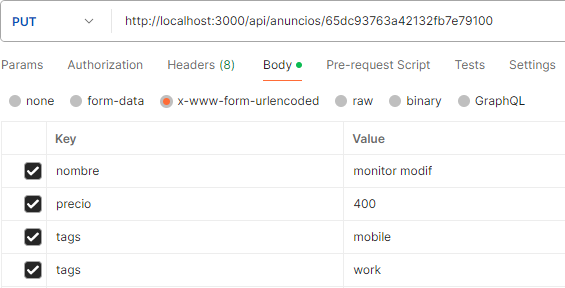 PUT http://localhost:3000/api/anuncios/65dc93763a42132fb7e79100
Params Authorization Headers (8) Body Pre-request Script Tests Settings
none form-data x-www-form-urlencoded raw binary GraphQL
Key Value
nombre monitor modif
precio 400
tags mobile
tags work